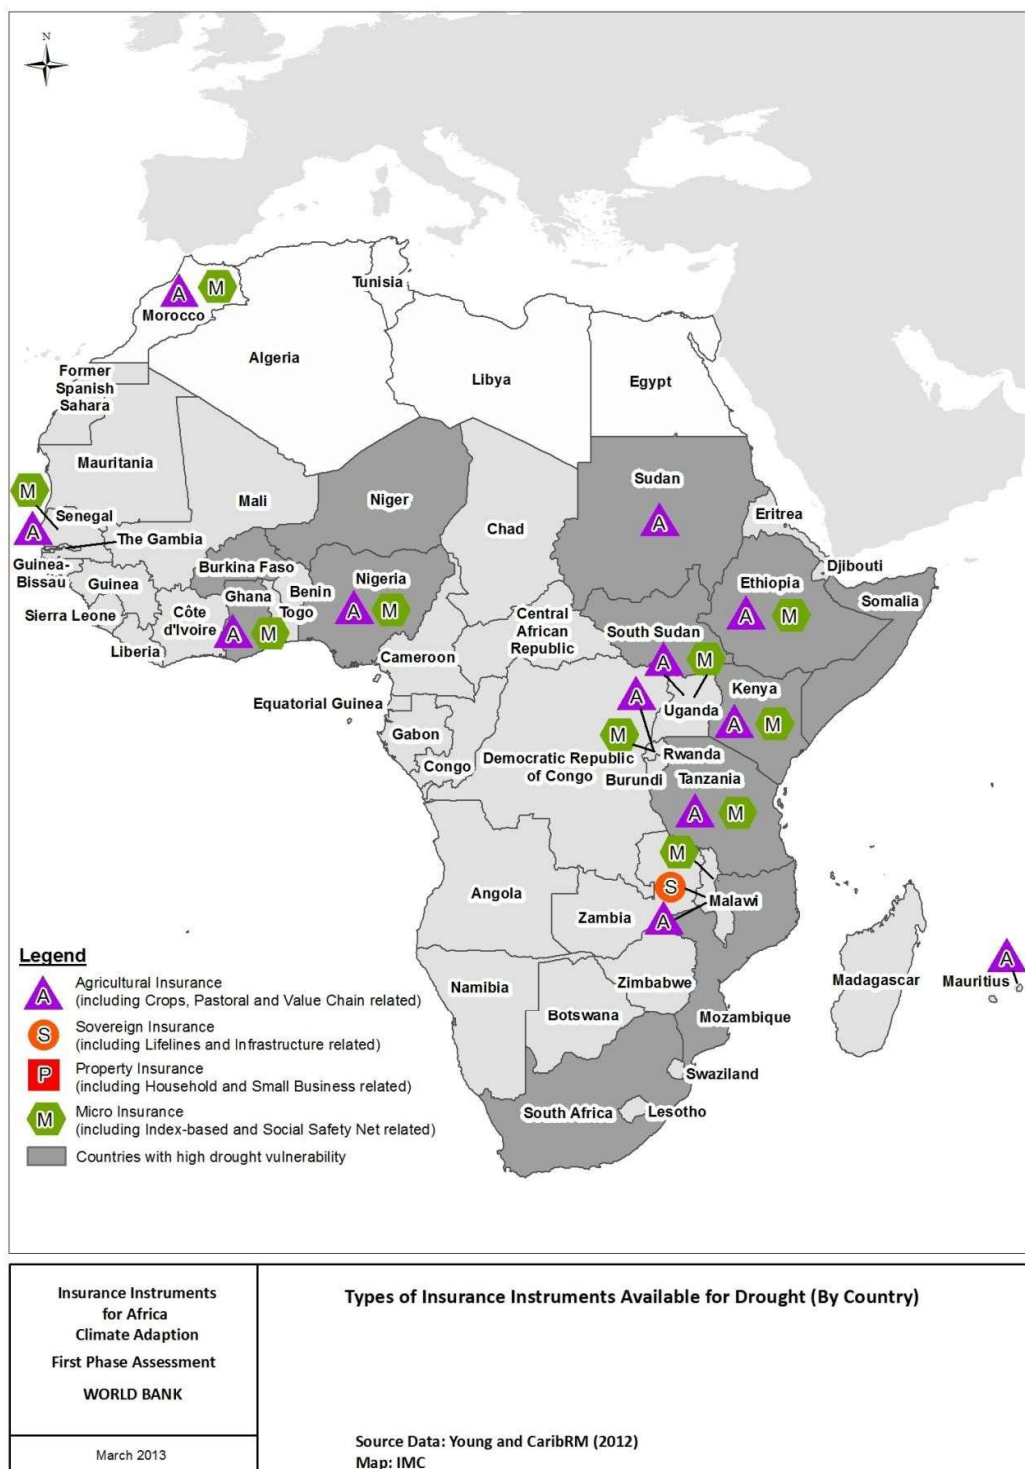 N
A
M
Morocco
Tunisia
Algeria
Libya
Egypt
Former
Spanish
Sahara
Mauritania
Mali
Niger
Chad
Sudan
A
Eritrea
M
Senegal
A
The Gambia
Guinea-
Bissau
Guinea
Sierra Leone
Liberia
Côte
d'Ivoire
Burkina Faso
Ghana
A
M
Togo
Benin
Nigeria
A
M
Cameroon
Central
African
Republic
South Sudan
A
M
Uganda
Ethiopia
A
M
Djibouti
Somalia
Kenya
A
M
Equatorial Guinea
Gabon
Congo
A
M
Democratic Republic
of Congo
Rwanda
Burundi
Tanzania
A
M
M
S
A
Malawi
Angola
Zambia
Zimbabwe
Namibia
Botswana
Mozambique
Madagascar
A
Mauritius
Swaziland
South Africa
Lesotho
Legend
A
Agricultural Insurance
(including Crops, Pastoral and Value Chain related)
S
Sovereign Insurance
(including Lifelines and Infrastructure related)
P
Property Insurance
(including Household and Small Business related)
M
Micro Insurance
(including Index-based and Social Safety Net related)
Countries with high drought vulnerability
Insurance Instruments
for Africa
Climate Adaption
First Phase Assessment
WORLD BANK
March 2013
Types of Insurance Instruments Available for Drought (By Country)
Source Data: Young and CaribRM (2012)
Map: IMC